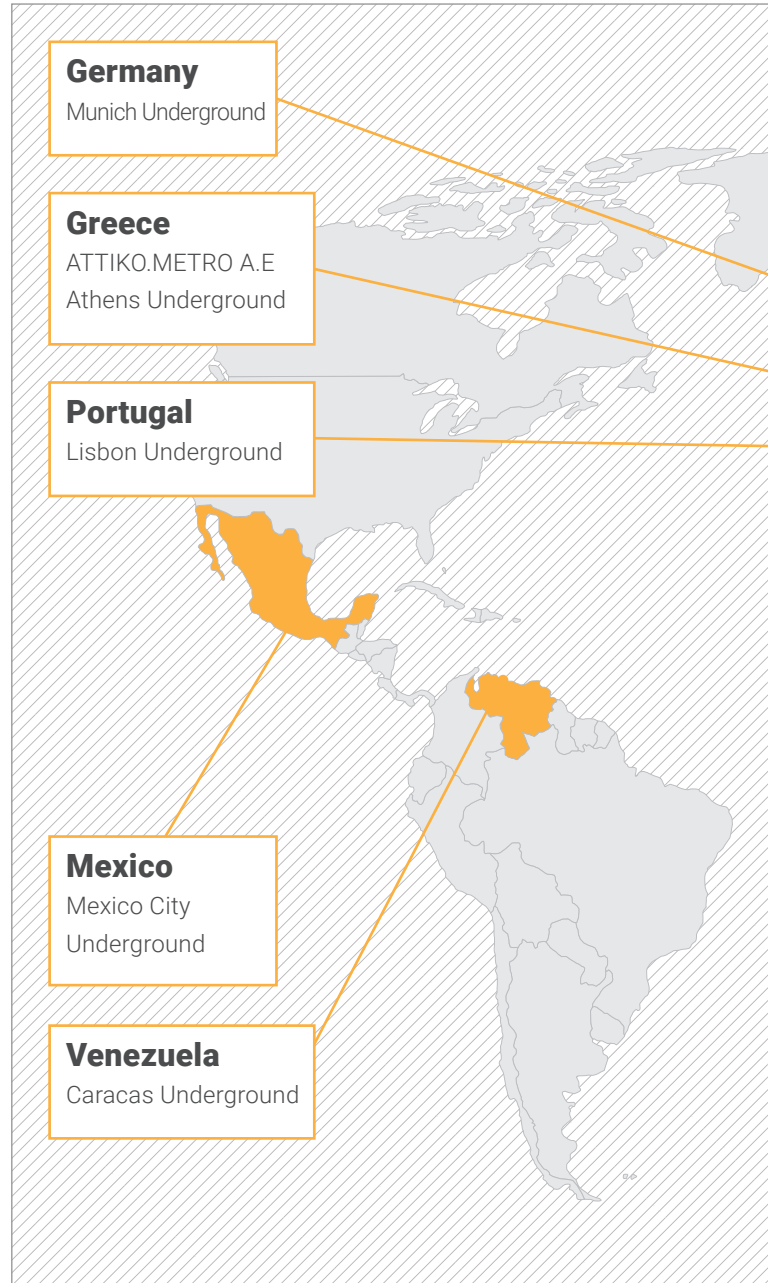 Germany
Munich Underground
Greece
ATTIKO.METRO A.E
Athens Underground
Portugal
Lisbon Underground
Mexico
Mexico City
Underground
Venezuela
Caracas Underground